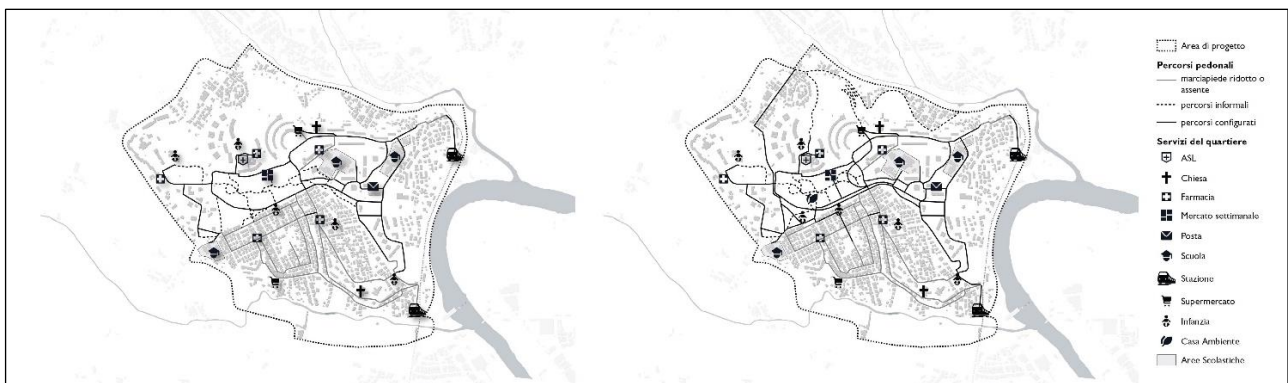 Area di progetto
Percorsi pedonali
marciapiede ridotto o
assente
percorsi informali
percorsi configurati
Servizi del quartiere
ASL
Chiesa
Farmacia
Mercato settimanale
Posta
Scuola
Stazione
Supermercato
Infanzia
Casa Ambiente
Aree Scolastiche